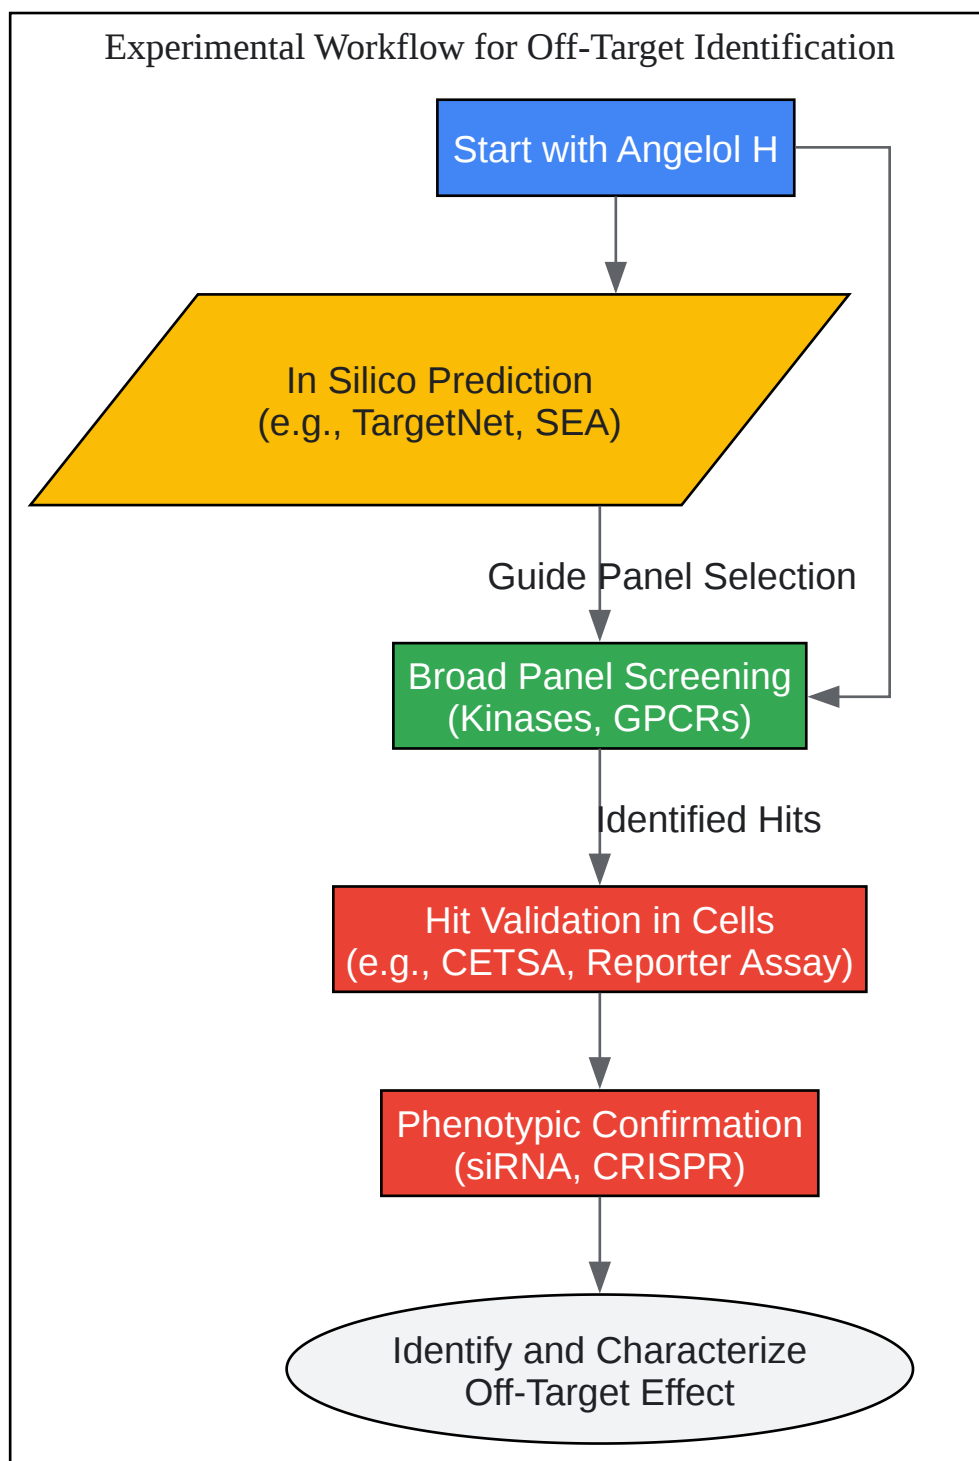 Experimental Workflow for Off-Target Identification
Start with Angelol H
In Silico Prediction
(e.g., TargetNet, SEA)
Guide Panel Selection
Broad Panel Screening
(Kinases, GPCRs)
Identified Hits
Hit Validation in Cells
(e.g., CETSA, Reporter Assay)
Phenotypic Confirmation
(siRNA, CRISPR)
Identify and Characterize
Off-Target Effect